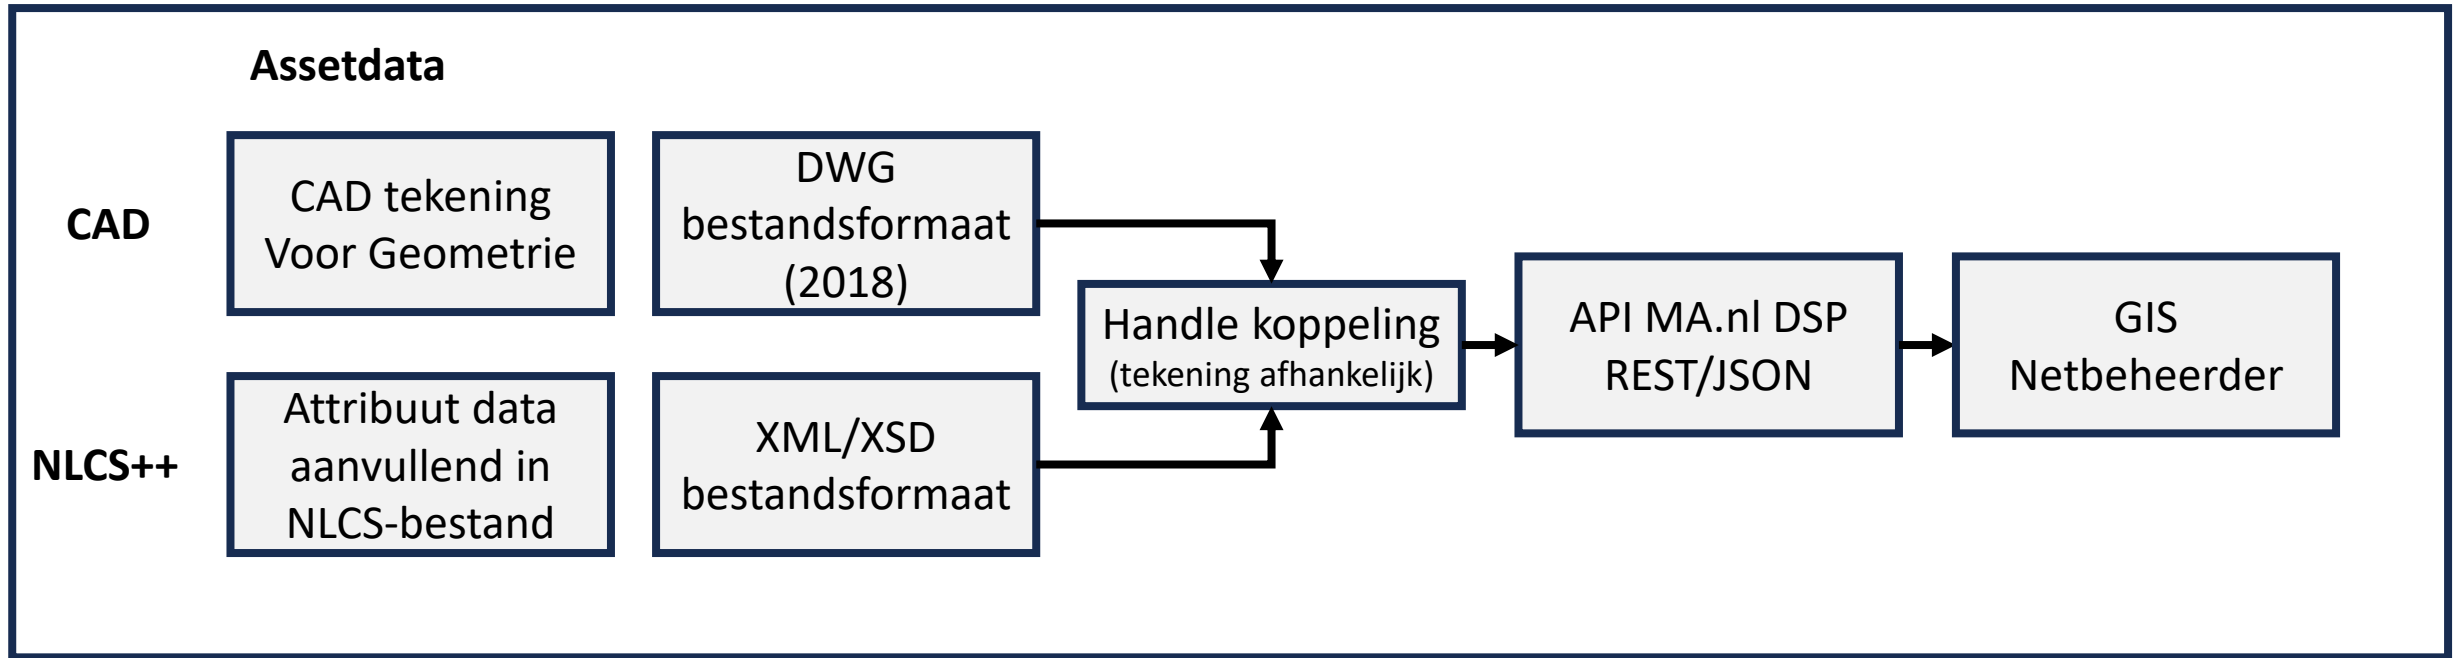 Assetdata
CAD
CAD tekening
Voor Geometrie
DWG
bestandsformaat
(2018)
NLCS++
Attribuut data
aanvullend in
NLCS-bestand
XML/XSD
bestandsformaat
Handle koppeling
(tekening afhankelijk)
API MA.nl DSP
REST/JSON
GIS
Netbeheerder